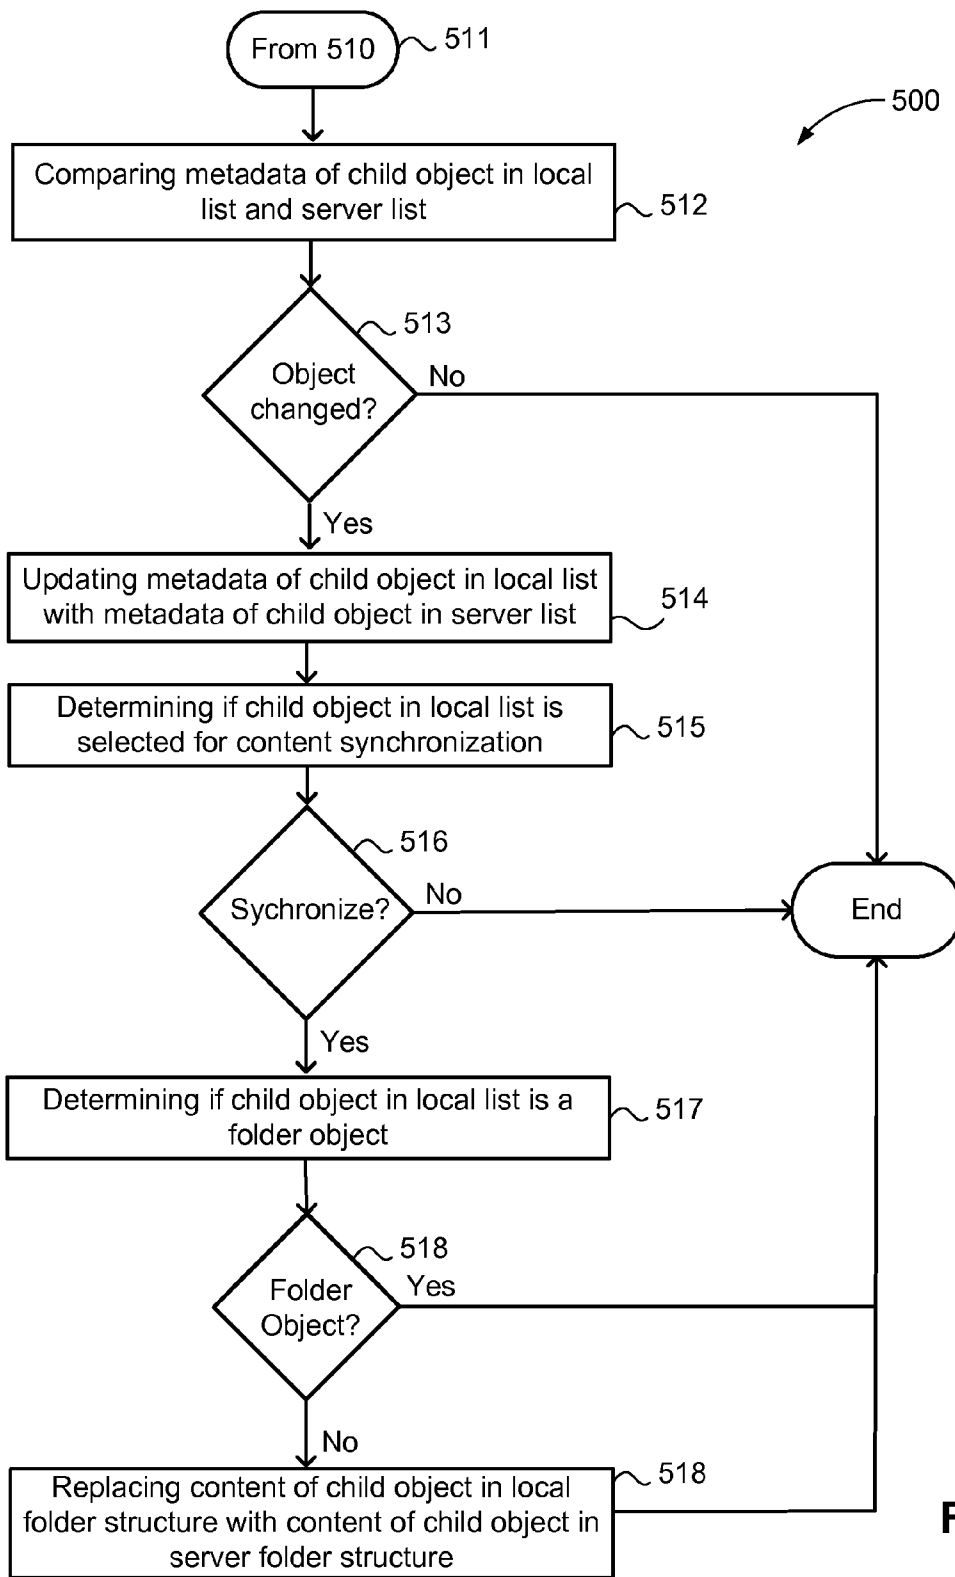 From 510
511
500
Comparing metadata of child object in local
list and server list
512
513
Object
changed?
No
Yes
Updating metadata of child object in local list
with metadata of child object in server list
514
Determining if child object in local list is
selected for content synchronization
515
516
Sychronize?
No
End
Yes
Determining if child object in local list is a
folder object
517
518
Folder
Object?
Yes
No
Replacing content of child object in local
folder structure with content of child object in
server folder structure
518
F